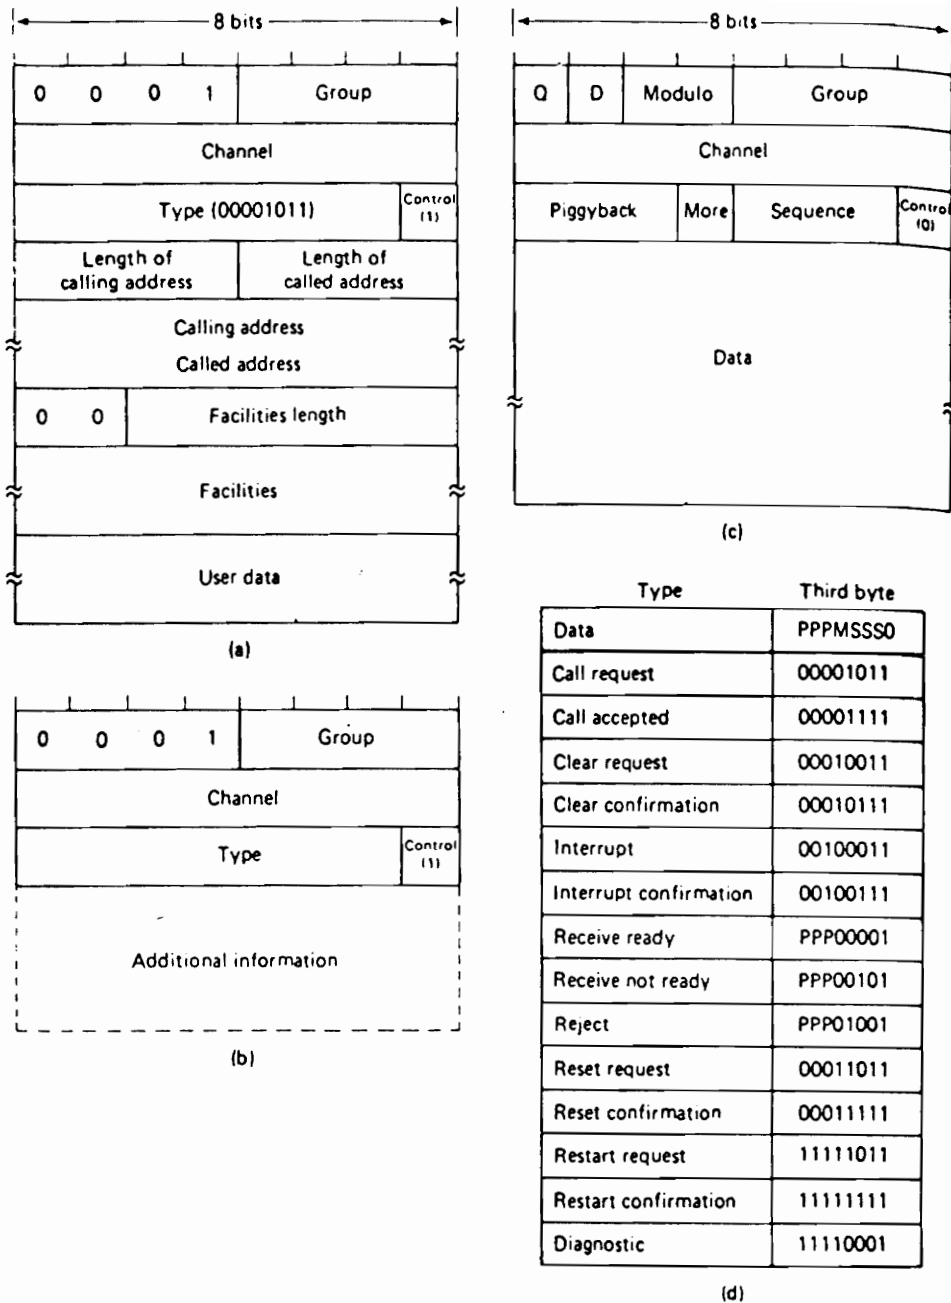 8 bits
0 0 0 1 Group
Channel
Type (00001011) Control (1)
Length of calling address Length of called address
Calling address
Called address
0 0 Facilities length
Facilities
User data
(a)
0 0 0 1 Group
Channel
Type Control (1)
Additional information
(b)
8 bits
Q D Modulo Group
Channel
Piggyback More Sequence Control (0)
Data
(c)
Type Third byte
Data PPPMSSS0
Call request 00001011
Call accepted 00001111
Clear request 00010011
Clear confirmation 00010111
Interrupt 00100011
Interrupt confirmation 00100111
Receive ready PPP00001
Receive not ready PPP00101
Reject PPP01001
Reset request 00011011
Reset confirmation 00011111
Restart request 11111011
Restart confirmation 11111111
Diagnostic 11110001
(d)